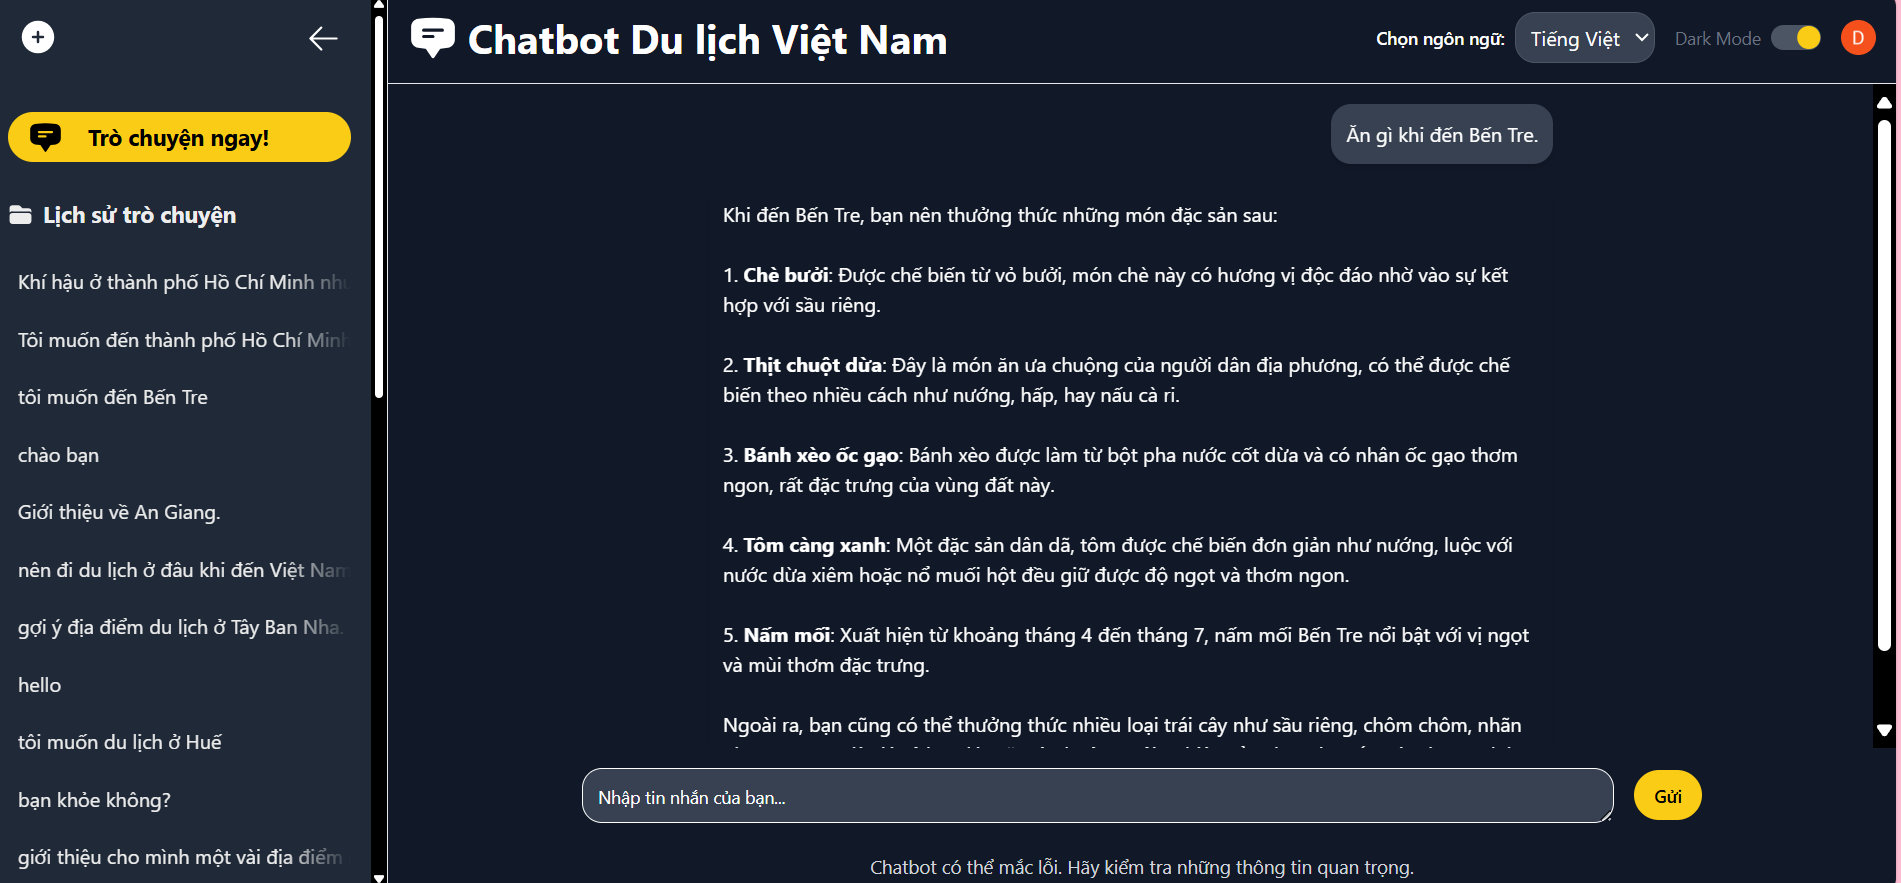 Trò chuyện ngay!
Lịch sử trò chuyện
Khí hậu ở thành phố Hồ Chí Minh như
Tôi muốn đến thành phố Hồ Chí Minh
tôi muốn đến Bến Tre
chào bạn
Giới thiệu về An Giang.
nên đi du lịch ở đâu khi đến Việt Nam
gợi ý địa điểm du lịch ở Tây Ban Nha.
hello
tôi muốn du lịch ở Huế
bạn khỏe không?
giới thiệu cho mình một vài địa điểm
Chatbot Du lịch Việt Nam
Chọn ngôn ngữ:
Tiếng Việt
Dark Mode
D
Ăn gì khi đến Bến Tre.
Khi đến Bến Tre, bạn nên thưởng thức những món đặc sản sau:
1. Chè bưởi: Được chế biến từ vỏ bưởi, món chè này có hương vị độc đáo nhờ vào sự kết
hợp với sầu riêng.
2. Thịt chuột dừa: Đây là món ăn ưa chuộng của người dân địa phương, có thể được chế
biến theo nhiều cách như nướng, hấp, hay nấu cà ri.
3. Bánh xèo ốc gạo: Bánh xèo được làm từ bột pha nước cốt dừa và có nhân ốc gạo thơm
ngon, rất đặc trưng của vùng đất này.
4. Tôm càng xanh: Một đặc sản dân dã, tôm được chế biến đơn giản như nướng, luộc với
nước dừa xiêm hoặc nổ muối hột đều giữ được độ ngọt và thơm ngon.
5. Nấm mối: Xuất hiện từ khoảng tháng 4 đến tháng 7, nấm mối Bến Tre nổi bật với vị ngọt
và mùi thơm đặc trưng.
Ngoài ra, bạn cũng có thể thưởng thức nhiều loại trái cây như sầu riêng, chôm chôm, nhãn
Nhập tin nhắn của bạn...
Gửi
Chatbot có thể mắc lỗi. Hãy kiểm tra những thông tin quan trọng.